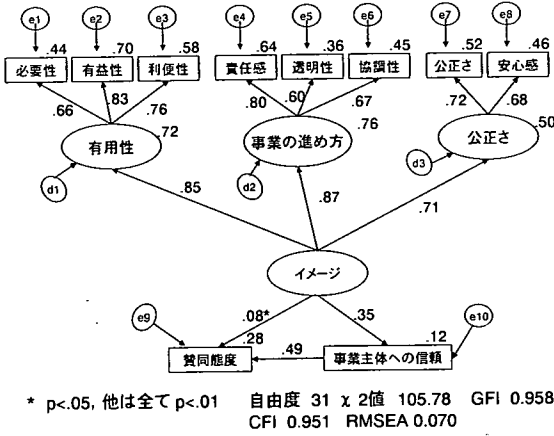 e1 e2 e3 e4 e5 e6 e7 e8
.44 .70 .58 .64 .36 .45 .52 .46
必要性 有益性 利便性 責任感 透明性 協調性 公正さ 安心感
.66 .83 .76 .80 .60 .67 .72 .68
.72 .76 .50
有用性 事業の進め方 公正さ
d1 d2 d3
.85 .87 .71
イメージ
e9 .08* .35 e10
.28 .12
賛同態度 .49 事業主体への信頼
* p<.05, 他は全て p<.01 自由度 31 χ 2値 105.78 GFI 0.958
CFI 0.951 RMSEA 0.070